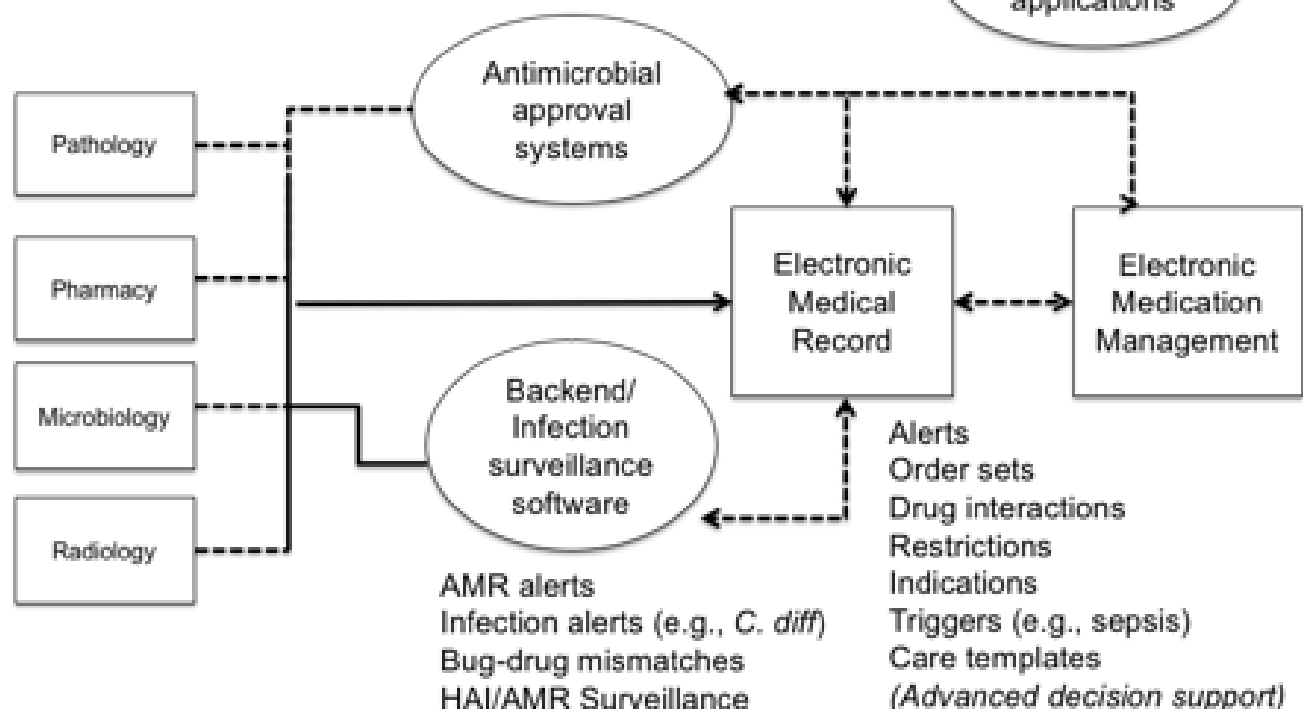 applications
Antimicrobial
approval
systems
Pathology
Pharmacy
Microbiology
Radiology
Electronic
Medical
Record
Electronic
Medication
Management
Backend/
Infection
surveillance
software
AMR alerts
Infection alerts (e.g., C. diff)
Bug-drug mismatches
HAI/AMR Surveillance
Alerts
Order sets
Drug interactions
Restrictions
Indications
Triggers (e.g., sepsis)
Care templates
(Advanced decision support)